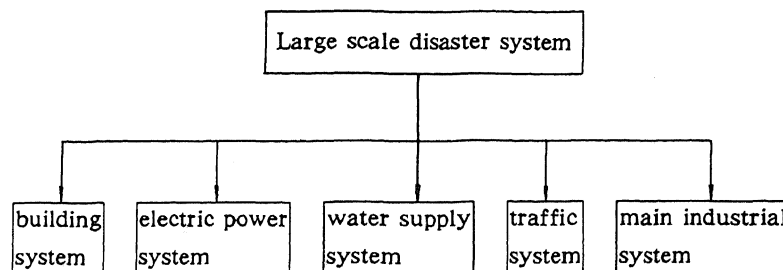 Large scale disaster system
building
system
electric power
system
water supply
system
traffic
system
main industrial
system